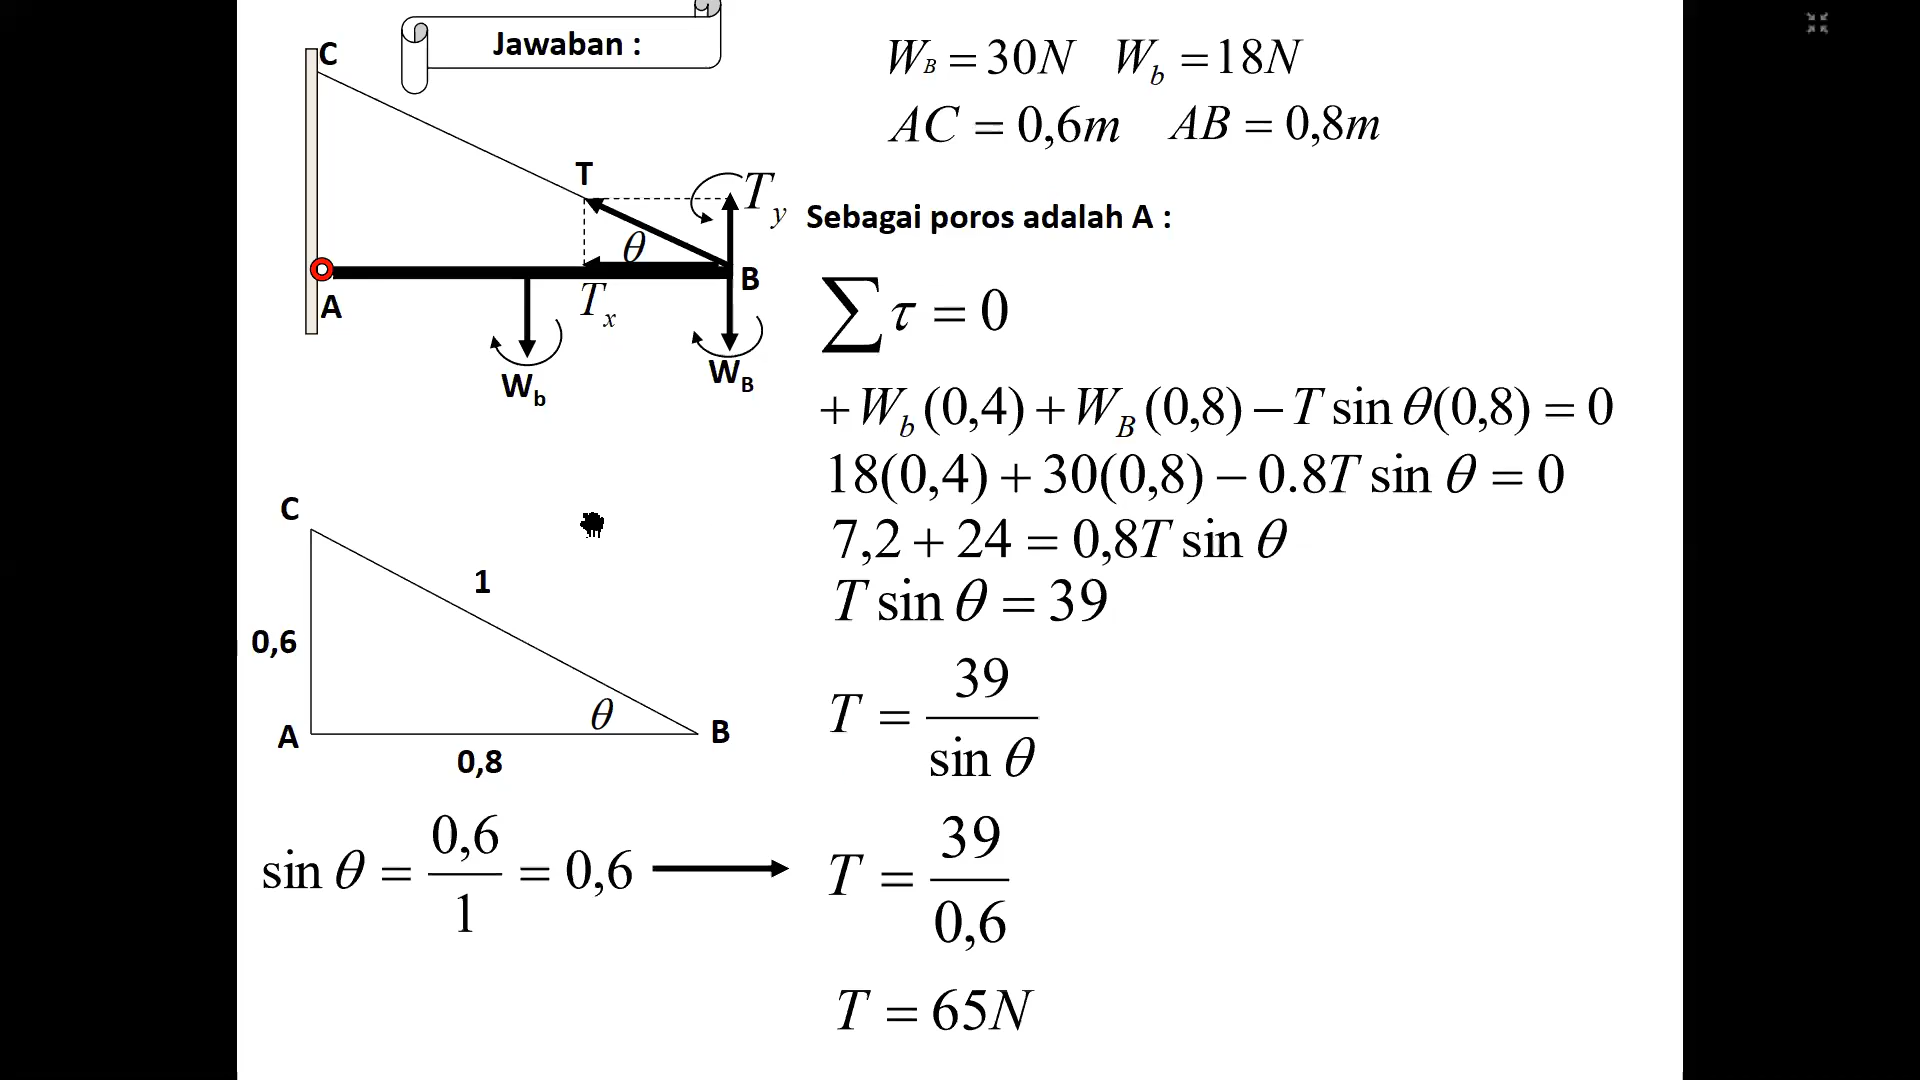 Jawaban :
C
T
T_y
θ
B
A
T_x
W_b
W_B
C
1
0,6
θ
A
B
0,8
sin θ = 0,6/1 = 0,6
W_B = 30N W_b = 18N
AC = 0,6m AB = 0,8m
Sebagai poros adalah A :
∑ τ = 0
+ W_b (0,4) + W_B (0,8) − T sin θ(0,8) = 0
18(0,4) + 30(0,8) − 0.8T sin θ = 0
7,2 + 24 = 0,8T sin θ
T sin θ = 39
T = 39/sin θ
T = 39/0,6
T = 65N